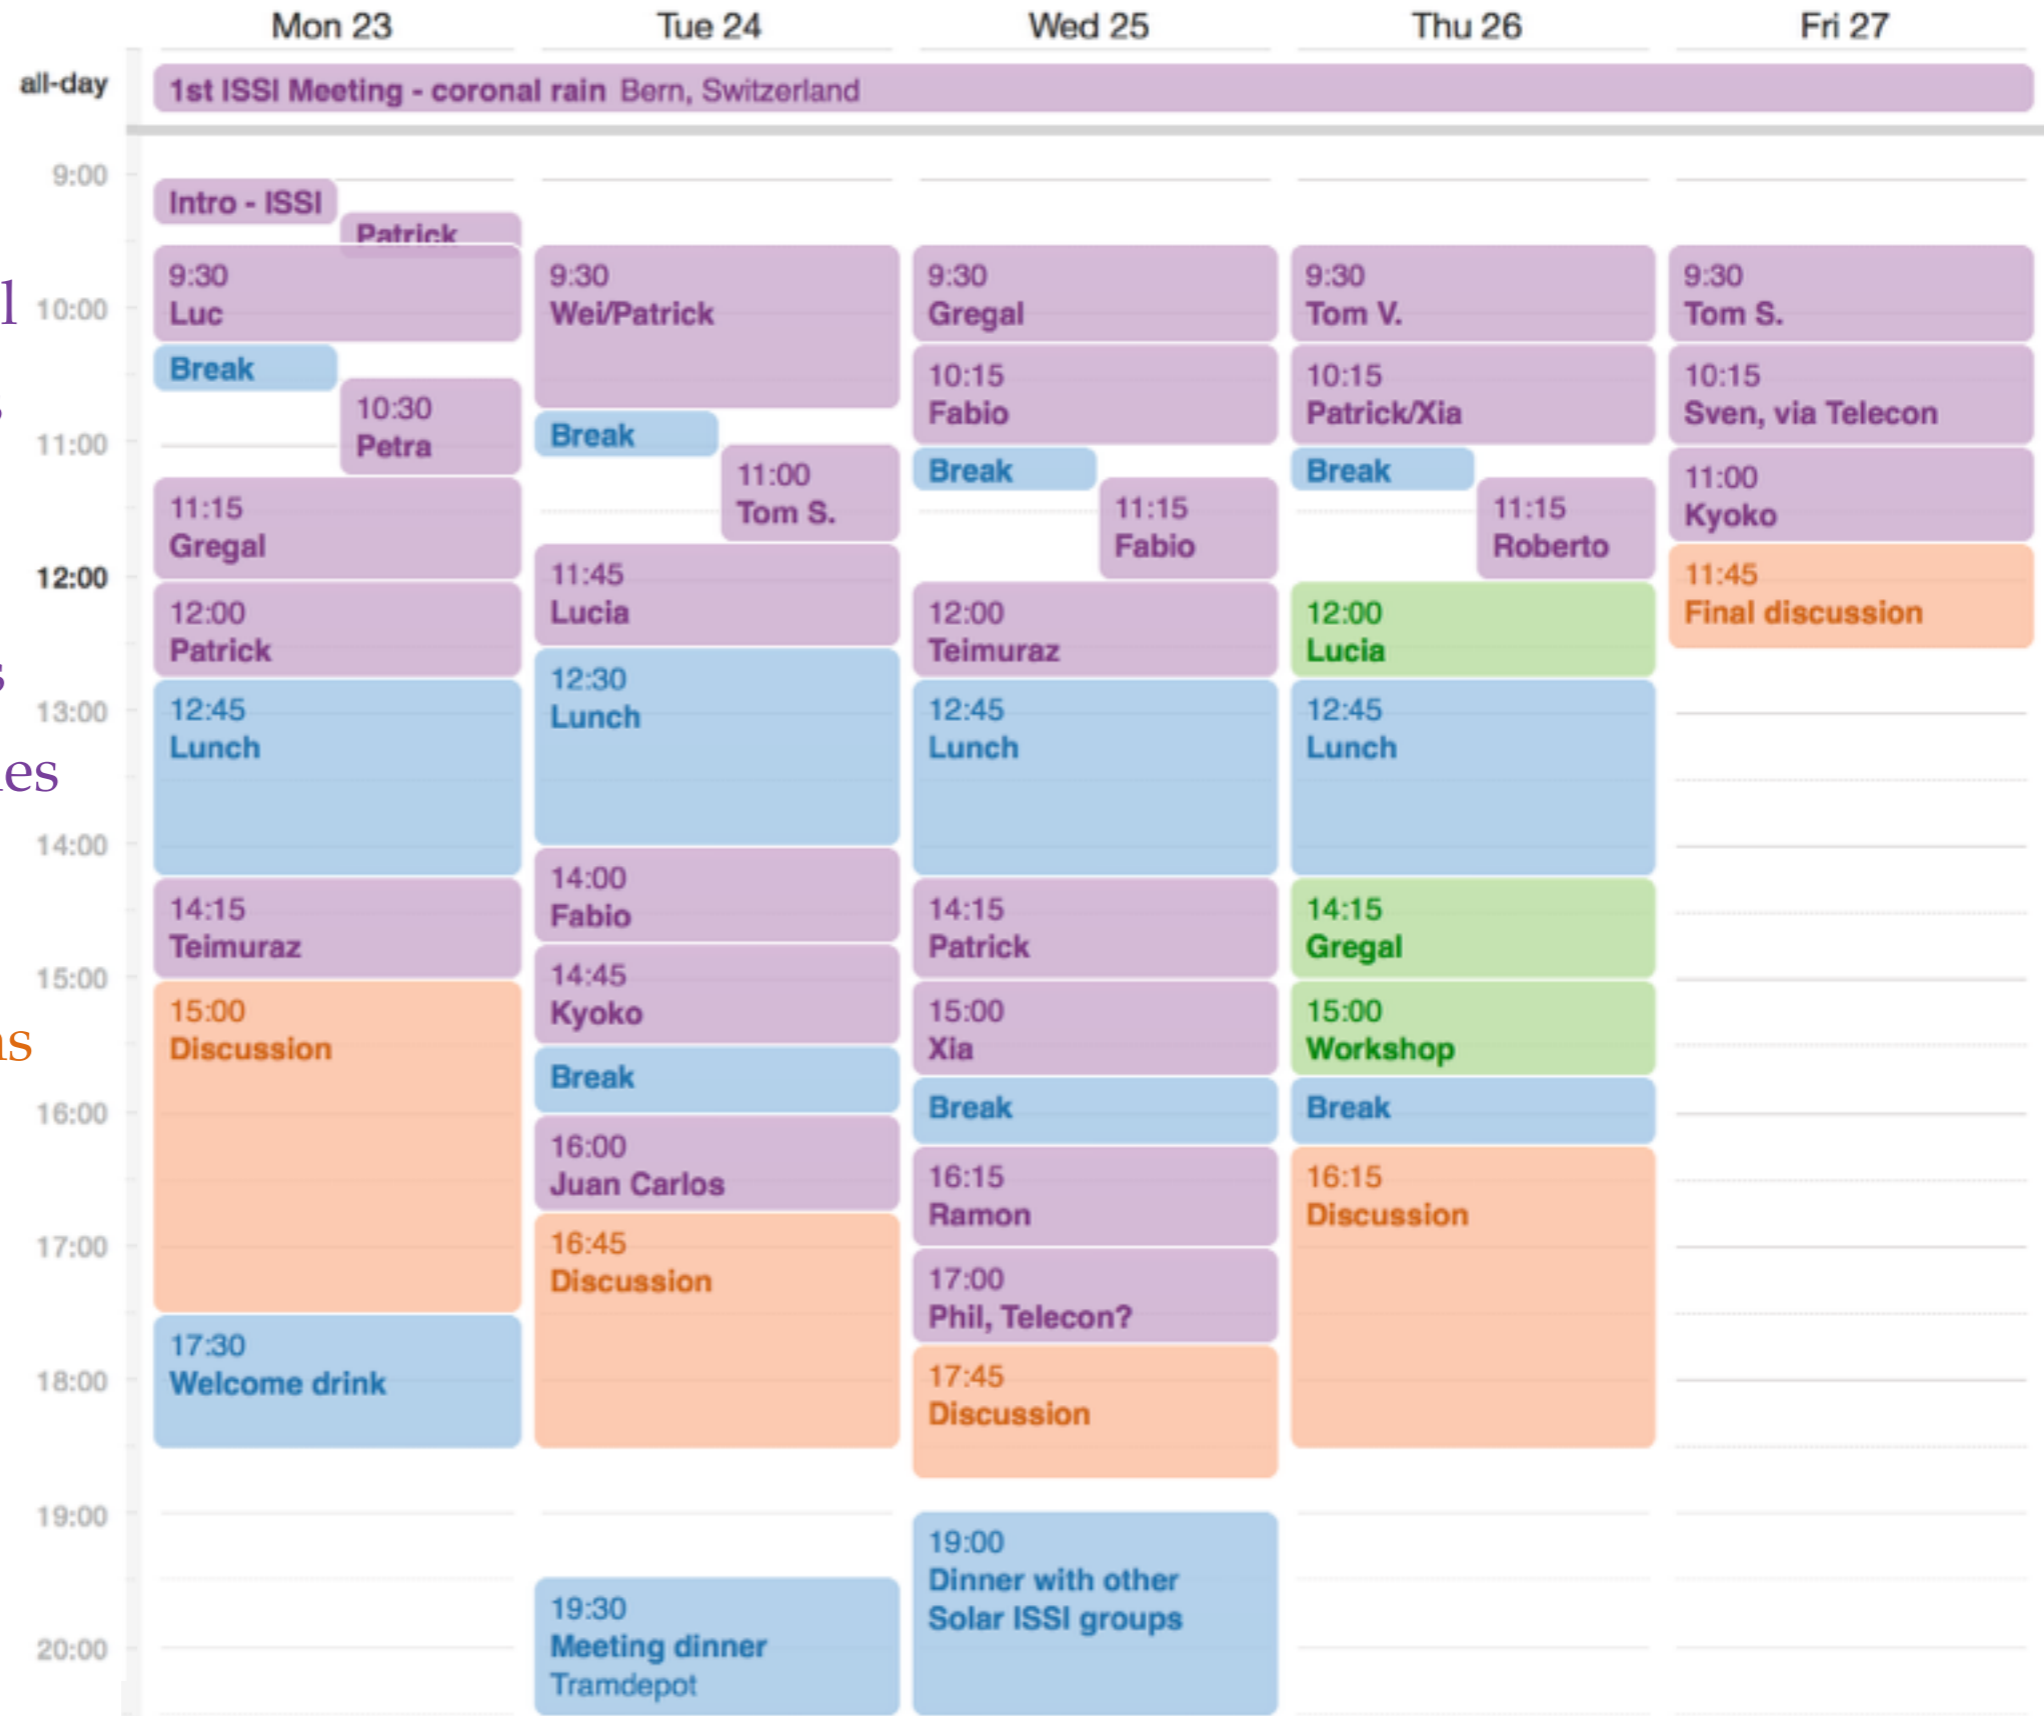 Mon 23
Tue 24
Wed 25
Thu 26
Fri 27
all-day
1st ISSI Meeting - coronal rain Bern, Switzerland
9:00
10:00
11:00
12:00
13:00
14:00
15:00
16:00
17:00
18:00
19:00
20:00
l
s
s
es
ns
Intro - ISSI
Patrick
9:30
Luc
Break
10:30
Petra
11:15
Gregal
12:00
Patrick
12:45
Lunch
14:15
Teimuraz
15:00
Discussion
17:30
Welcome drink
9:30
Wei/Patrick
Break
11:00
Tom S.
11:45
Lucia
12:30
Lunch
14:00
Fabio
14:45
Kyoko
Break
16:00
Juan Carlos
16:45
Discussion
19:30
Meeting dinner
Tramdepot
9:30
Gregal
10:15
Fabio
Break
11:15
Fabio
12:00
Teimuraz
12:45
Lunch
14:15
Patrick
15:00
Xia
Break
16:15
Ramon
17:00
Phil, Telecon?
17:45
Discussion
19:00
Dinner with other
Solar ISSI groups
9:30
Tom V.
10:15
Patrick/Xia
Break
11:15
Roberto
12:00
Lucia
12:45
Lunch
14:15
Gregal
15:00
Workshop
Break
16:15
Discussion
9:30
Tom S.
10:15
Sven, via Telecon
11:00
Kyoko
11:45
Final discussion